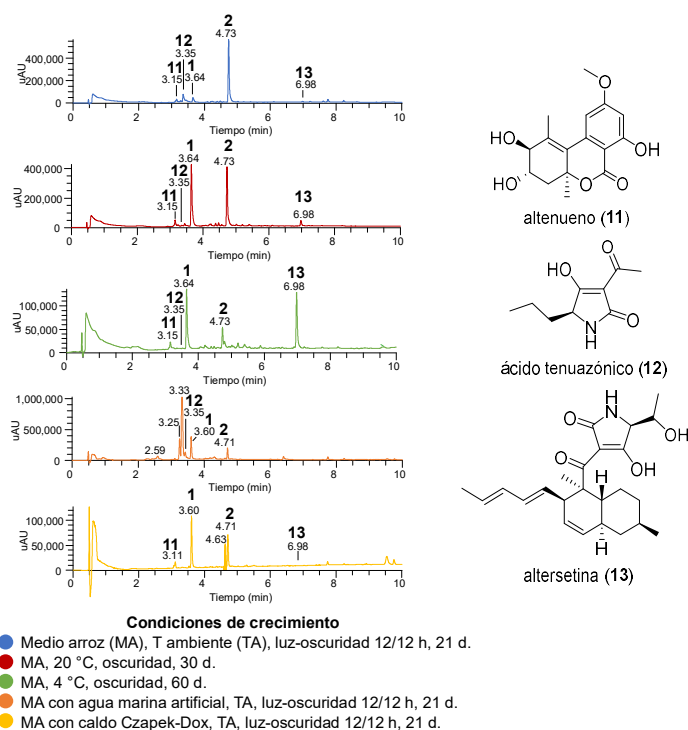 2
4.73
12
3.35
11
3.15
1
3.64
13
6.98
uAU
400,000
200,000
0
0 2 4 6 8 10
Tiempo (min)
1
3.64
2
4.73
12
3.35
11
3.15
13
6.98
uAU
400,000
200,000
0
0 2 4 6 8 10
Tiempo (min)
1
3.64
13
6.98
12
3.35
11
3.15
2
4.73
uAU
100,000
50,000
0
0 2 4 6 8 10
Tiempo (min)
3.33
12
3.35
3.25
1
3.60
2
4.71
2.59
uAU
1,000,000
500,000
0
0 2 4 6 8 10
Tiempo (min)
1
3.60
2
4.71
4.63
11
3.11
13
6.98
uAU
100,000
50,000
0
0 2 4 6 8 10
Tiempo (min)
O
HO
OH
HO
O
O
altenueno (11)
O
HO
O
NH
ácido tenuazónico (12)
HN
O
OH
O
OH
H
H
altersetina (13)
Condiciones de crecimiento
Medio arroz (MA), T ambiente (TA), luz-oscuridad 12/12 h, 21 d.
MA, 20 °C, oscuridad, 30 d.
MA, 4 °C, oscuridad, 60 d.
MA con agua marina artificial, TA, luz-oscuridad 12/12 h, 21 d.
MA con caldo Czapek-Dox, TA, luz-oscuridad 12/12 h, 21 d.